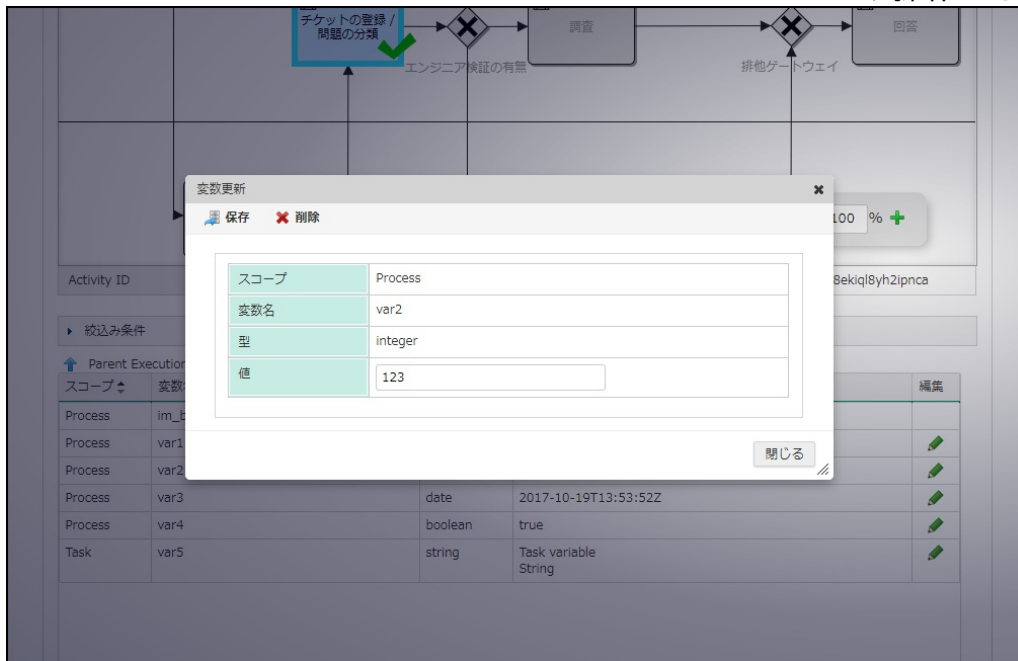 チケットの登録 /
問題の分類
調査
回答
エンジニア検証の有無
排他ゲートウェイ
変数更新
保存 削除
100 %
スコープ Process
変数名 var2
型 integer
値 123
閉じる
Activity ID 8ekiql8yh2ipnca
絞込み条件
Parent Execution
スコープ 変数 編集
Process im_b
Process var1
Process var2
Process var3 date 2017-10-19T13:53:52Z
Process var4 boolean true
Task var5 string Task variable
String